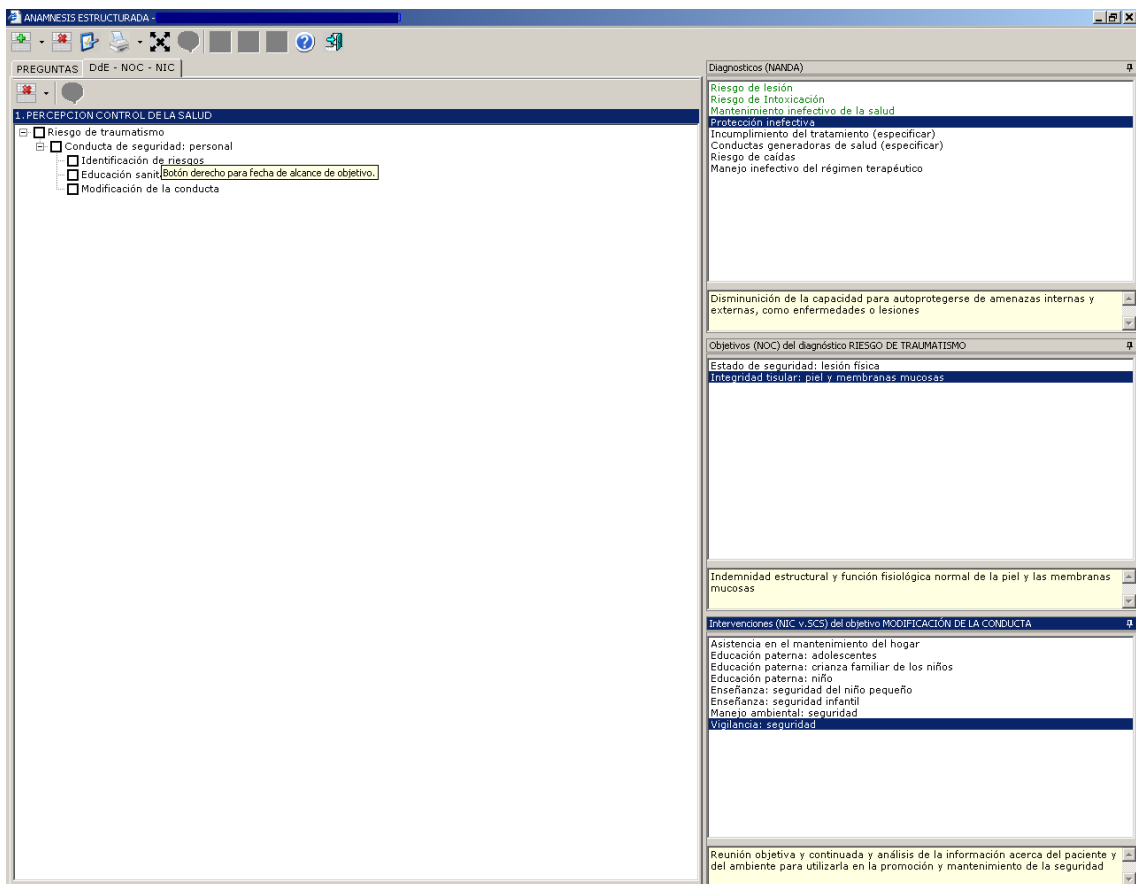 ANAMNESIS ESTRUCTURADA -
PREGUNTAS
DdE - NOC - NIC
1. PERCEPCION CONTROL DE LA SALUD
Riesgo de traumatismo
Conducta de seguridad: personal
Identificación de riesgos
Educación sanit
Botón derecho para fecha de alcance de objetivo.
Modificación de la conducta
Diagnosticos (NANDA)
Riesgo de lesión
Riesgo de Intoxicación
Mantenimiento inefectivo de la salud
Protección inefectiva
Incumplimiento del tratamiento (especificar)
Conductas generadoras de salud (especificar)
Riesgo de caídas
Manejo inefectivo del régimen terapéutico
Disminunición de la capacidad para autoprotegerse de amenazas internas y
externas, como enfermedades o lesiones
Objetivos (NOC) del diagnóstico RIESGO DE TRAUMATISMO
Estado de seguridad: lesión física
Integridad tisular: piel y membranas mucosas
Indemnidad estructural y función fisiológica normal de la piel y las membranas
mucosas
Intervenciones (NIC v.SCS) del objetivo MODIFICACIÓN DE LA CONDUCTA
Asistencia en el mantenimiento del hogar
Educación paterna: adolescentes
Educación paterna: crianza familiar de los niños
Educación paterna: niño
Enseñanza: seguridad del niño pequeño
Enseñanza: seguridad infantil
Manejo ambiental: seguridad
Vigilancia: seguridad
Reunión objetiva y continuada y análisis de la información acerca del paciente y
del ambiente para utilizarla en la promoción y mantenimiento de la seguridad